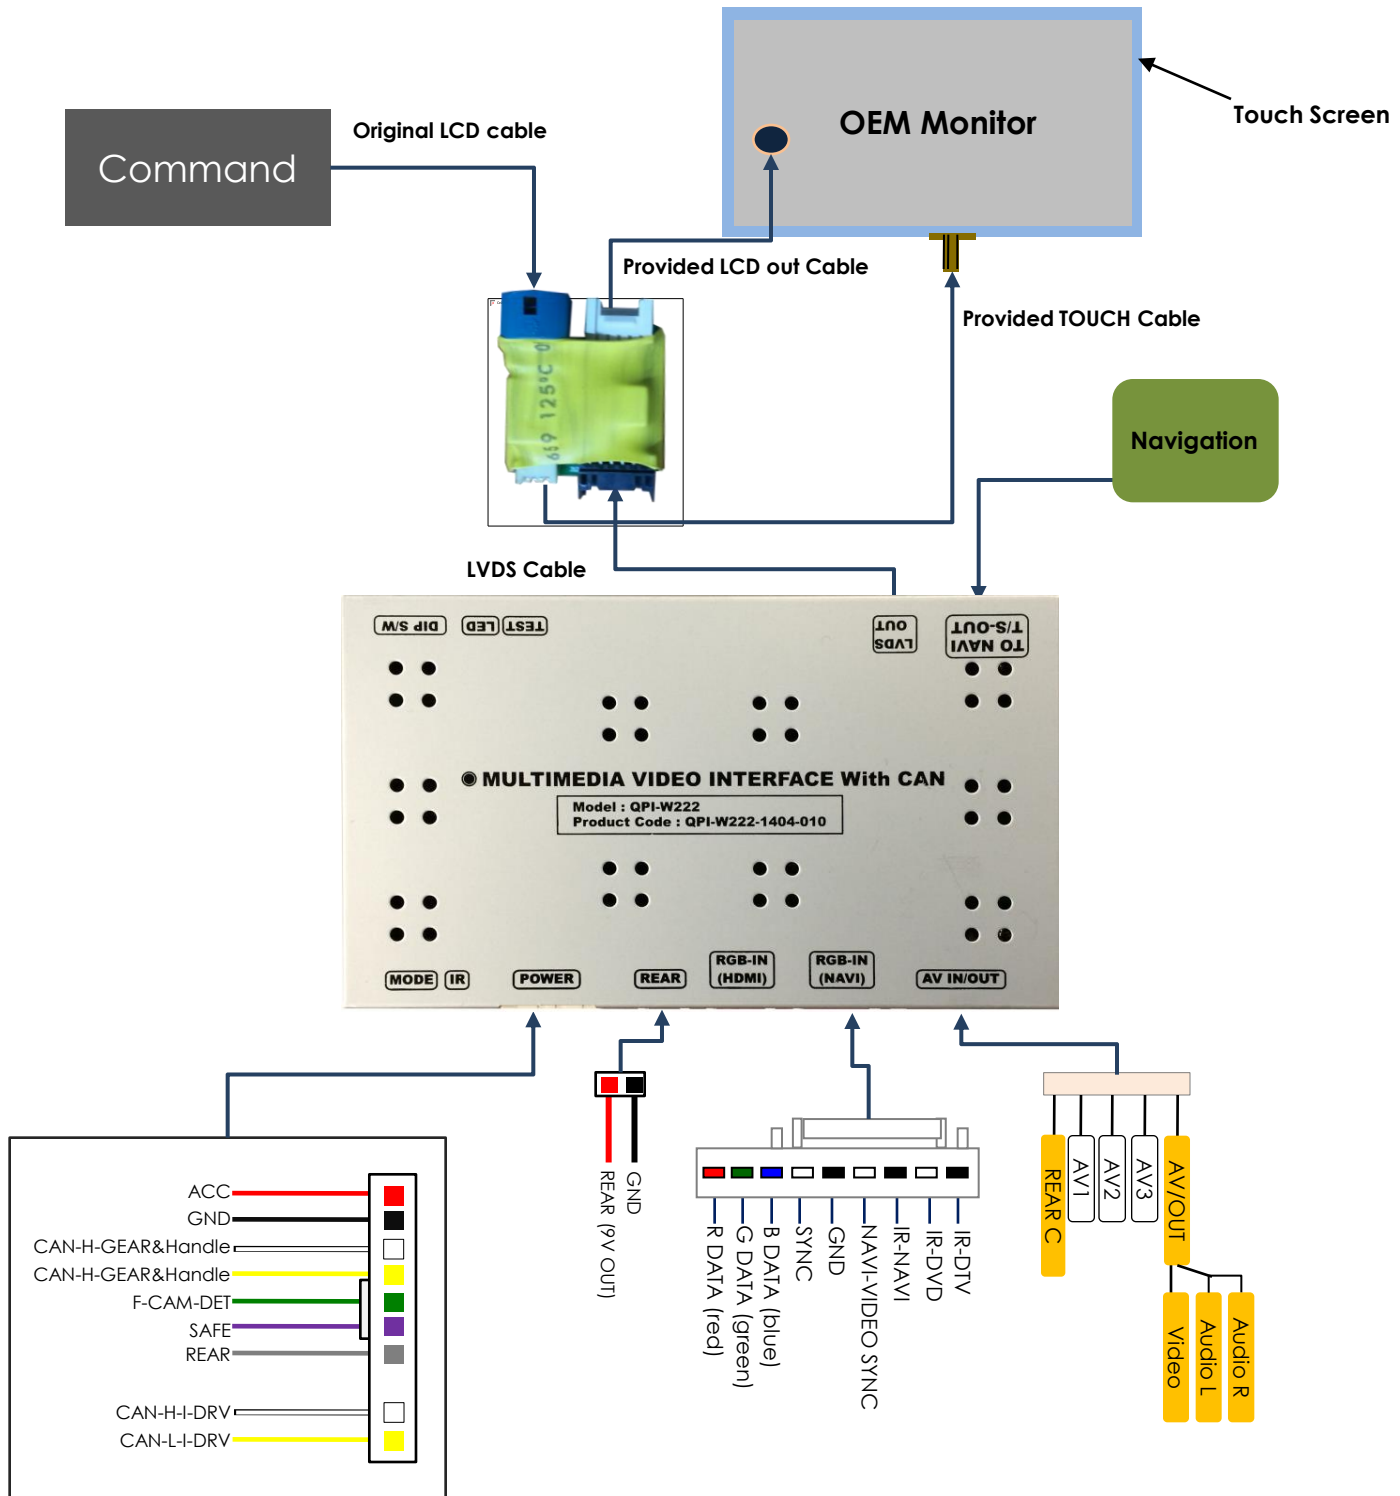 OEM Monitor
Touch Screen
Original LCD cable
Command
Provided LCD out Cable
Provided TOUCH Cable
659 125°C 0
Navigation
LVDS Cable
DIP S/W
LED
TEST
LVDS
OUT
TO NAVI
T/S-OUT
MULTIMEDIA VIDEO INTERFACE With CAN
Model : QPI-W222
Product Code : QPI-W222-1404-010
MODE
IR
POWER
REAR
RGB-IN
(HDMI)
RGB-IN
(NAVI)
AV IN/OUT
ACC
GND
CAN-H-GEAR&Handle
CAN-H-GEAR&Handle
F-CAM-DET
SAFE
REAR
CAN-H-I-DRV
CAN-L-I-DRV
REAR (9V OUT)
GND
R DATA (red)
G DATA (green)
B DATA (blue)
SYNC
GND
NAVI-VIDEO SYNC
IR-NAVI
IR-DVD
IR-DTV
REAR C
AV1
AV2
AV3
AV/OUT
Video
Audio L
Audio R